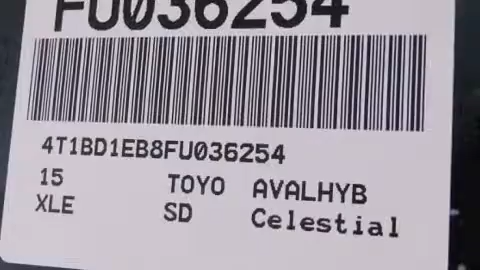 FU036254
4T1BD1EB8FU036254
15 TOYO AVALHYB
XLE SD Celestial